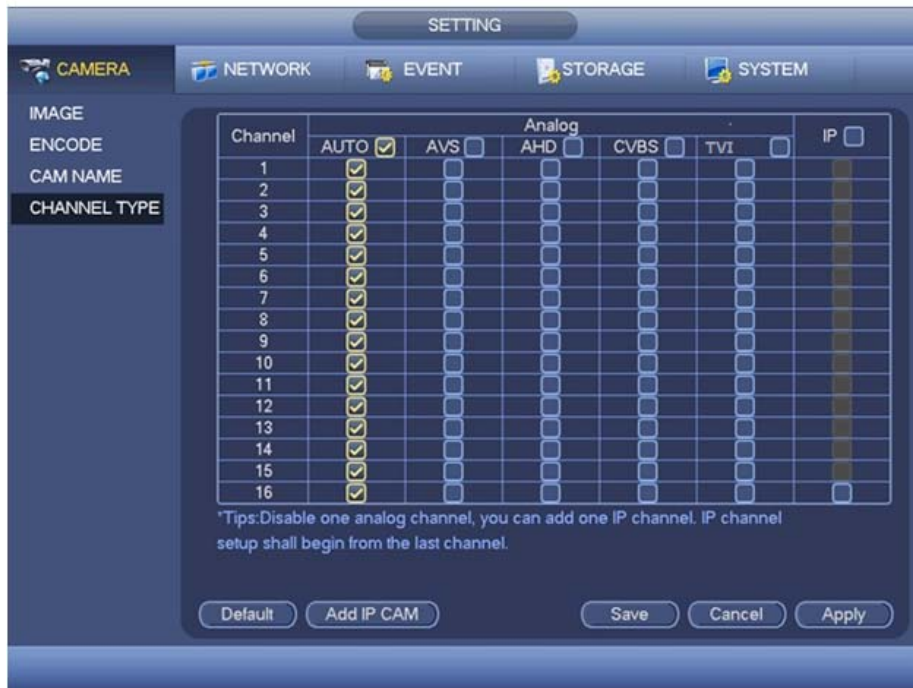 SETTING
CAMERA NETWORK EVENT STORAGE SYSTEM
IMAGE
ENCODE
CAM NAME
CHANNEL TYPE
Channel Analog IP
AUTO AVS AHD CVBS TVI
1
2
3
4
5
6
7
8
9
10
11
12
13
14
15
16
*Tips:Disable one analog channel, you can add one IP channel. IP channel
setup shall begin from the last channel.
Default Add IP CAM Save Cancel Apply